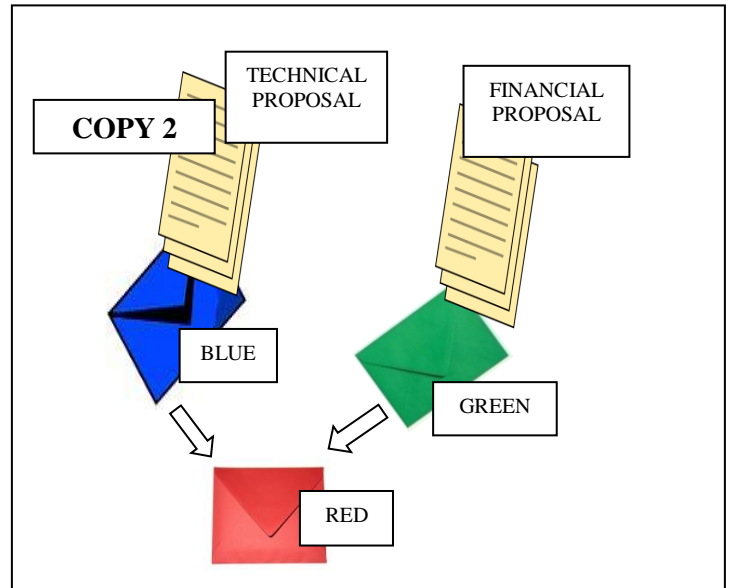 TECHNICAL
PROPOSAL
COPY 2
FINANCIAL
PROPOSAL
BLUE
GREEN
RED